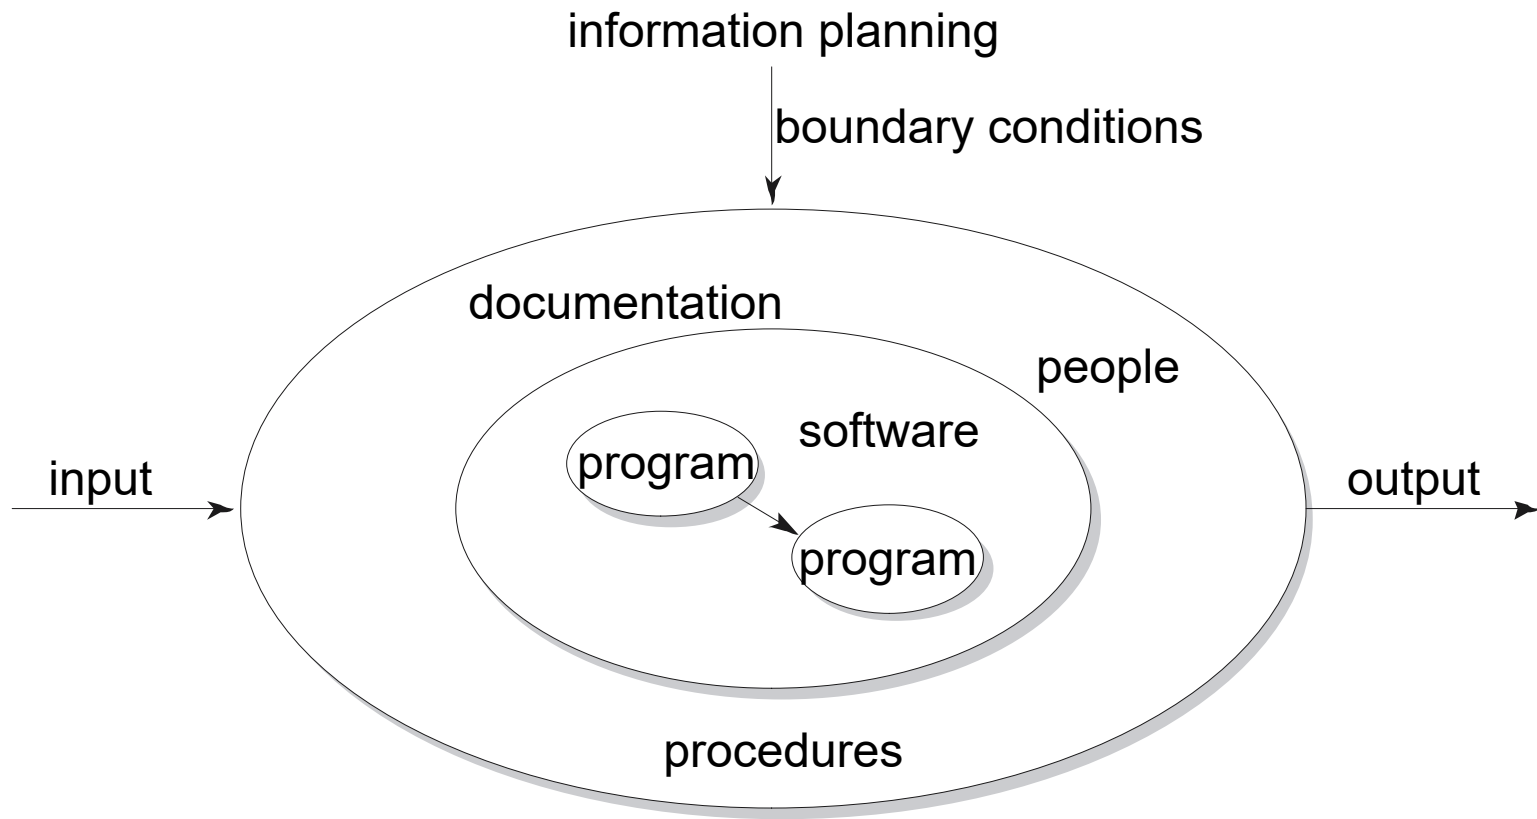 information planning
boundary conditions
documentation
people
software
program
input
output
program
procedures